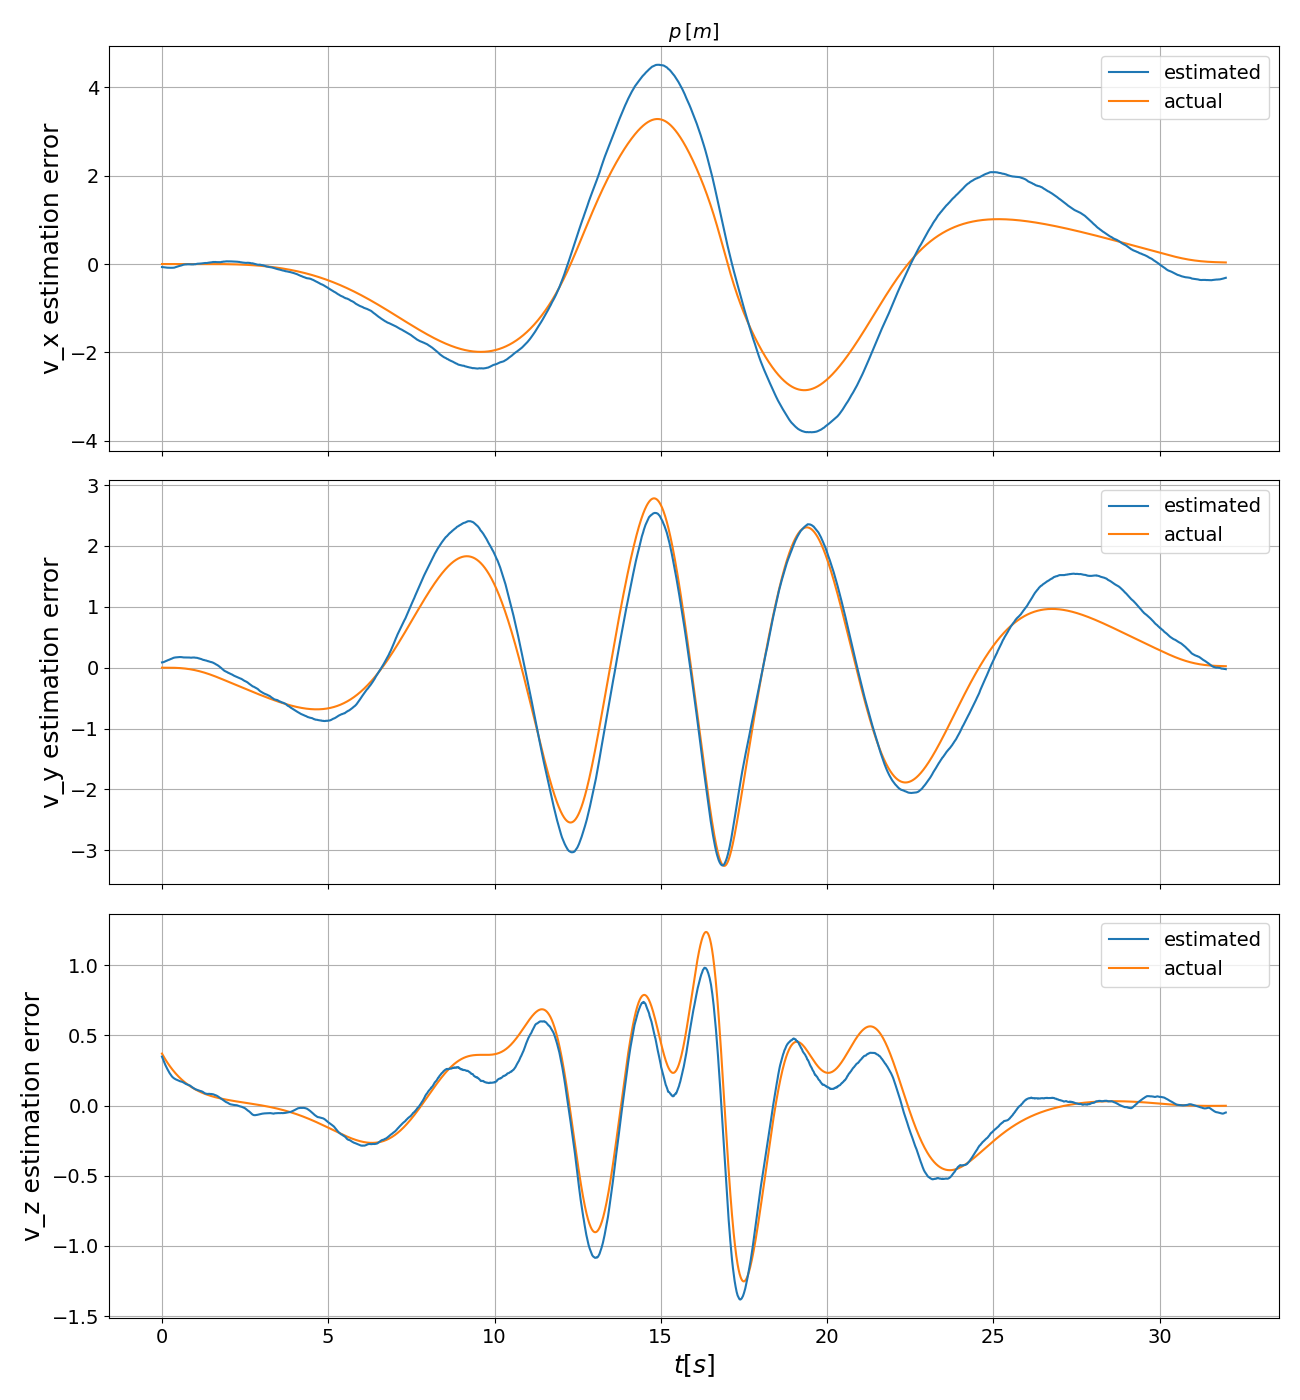 p [m]
v_x estimation error
4
2
0
−2
−4
estimated
actual
v_y estimation error
3
2
1
0
−1
−2
−3
estimated
actual
v_z estimation error
1.0
0.5
0.0
−0.5
−1.0
−1.5
estimated
actual
0 5 10 15 20 25 30
t[s]